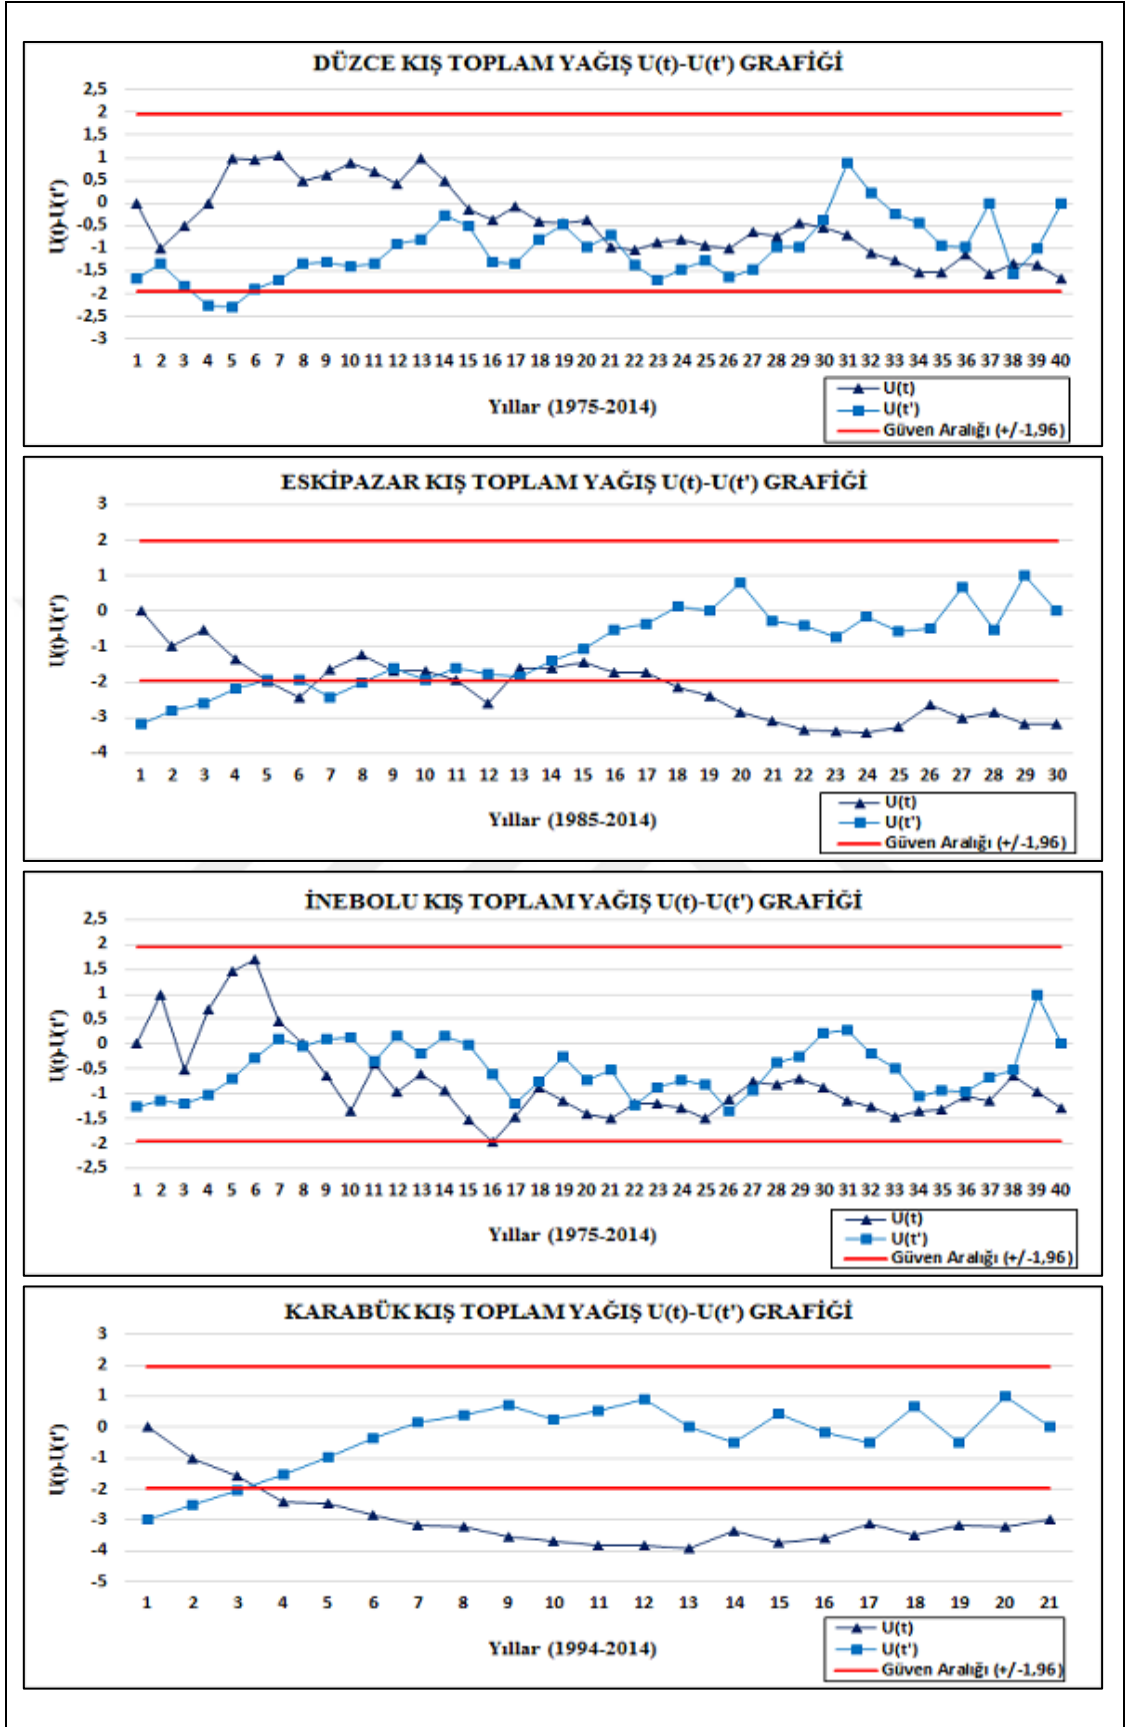 DÜZCE KIŞ TOPLAM YAĞIŞ U(t)-U(t') GRAFİĞİ
2,5
2
1,5
1
0,5
0
-0,5
-1
-1,5
-2
-2,5
-3
U(t)-U(t')
1 2 3 4 5 6 7 8 9 10 11 12 13 14 15 16 17 18 19 20 21 22 23 24 25 26 27 28 29 30 31 32 33 34 35 36 37 38 39 40
Yıllar (1975-2014)
U(t)
U(t')
Güven Aralığı (+/-1,96)
ESKİPAZAR KIŞ TOPLAM YAĞIŞ U(t)-U(t') GRAFİĞİ
3
2
1
0
-1
-2
-3
-4
U(t)-U(t')
1 2 3 4 5 6 7 8 9 10 11 12 13 14 15 16 17 18 19 20 21 22 23 24 25 26 27 28 29 30
Yıllar (1985-2014)
U(t)
U(t')
Güven Aralığı (+/-1,96)
İNEBOLU KIŞ TOPLAM YAĞIŞ U(t)-U(t') GRAFİĞİ
2,5
2
1,5
1
0,5
0
-0,5
-1
-1,5
-2
-2,5
U(t)-U(t')
1 2 3 4 5 6 7 8 9 10 11 12 13 14 15 16 17 18 19 20 21 22 23 24 25 26 27 28 29 30 31 32 33 34 35 36 37 38 39 40
Yıllar (1975-2014)
U(t)
U(t')
Güven Aralığı (+/-1,96)
KARABÜK KIŞ TOPLAM YAĞIŞ U(t)-U(t') GRAFİĞİ
3
2
1
0
-1
-2
-3
-4
-5
U(t)-U(t')
1 2 3 4 5 6 7 8 9 10 11 12 13 14 15 16 17 18 19 20 21
Yıllar (1994-2014)
U(t)
U(t')
Güven Aralığı (+/-1,96)